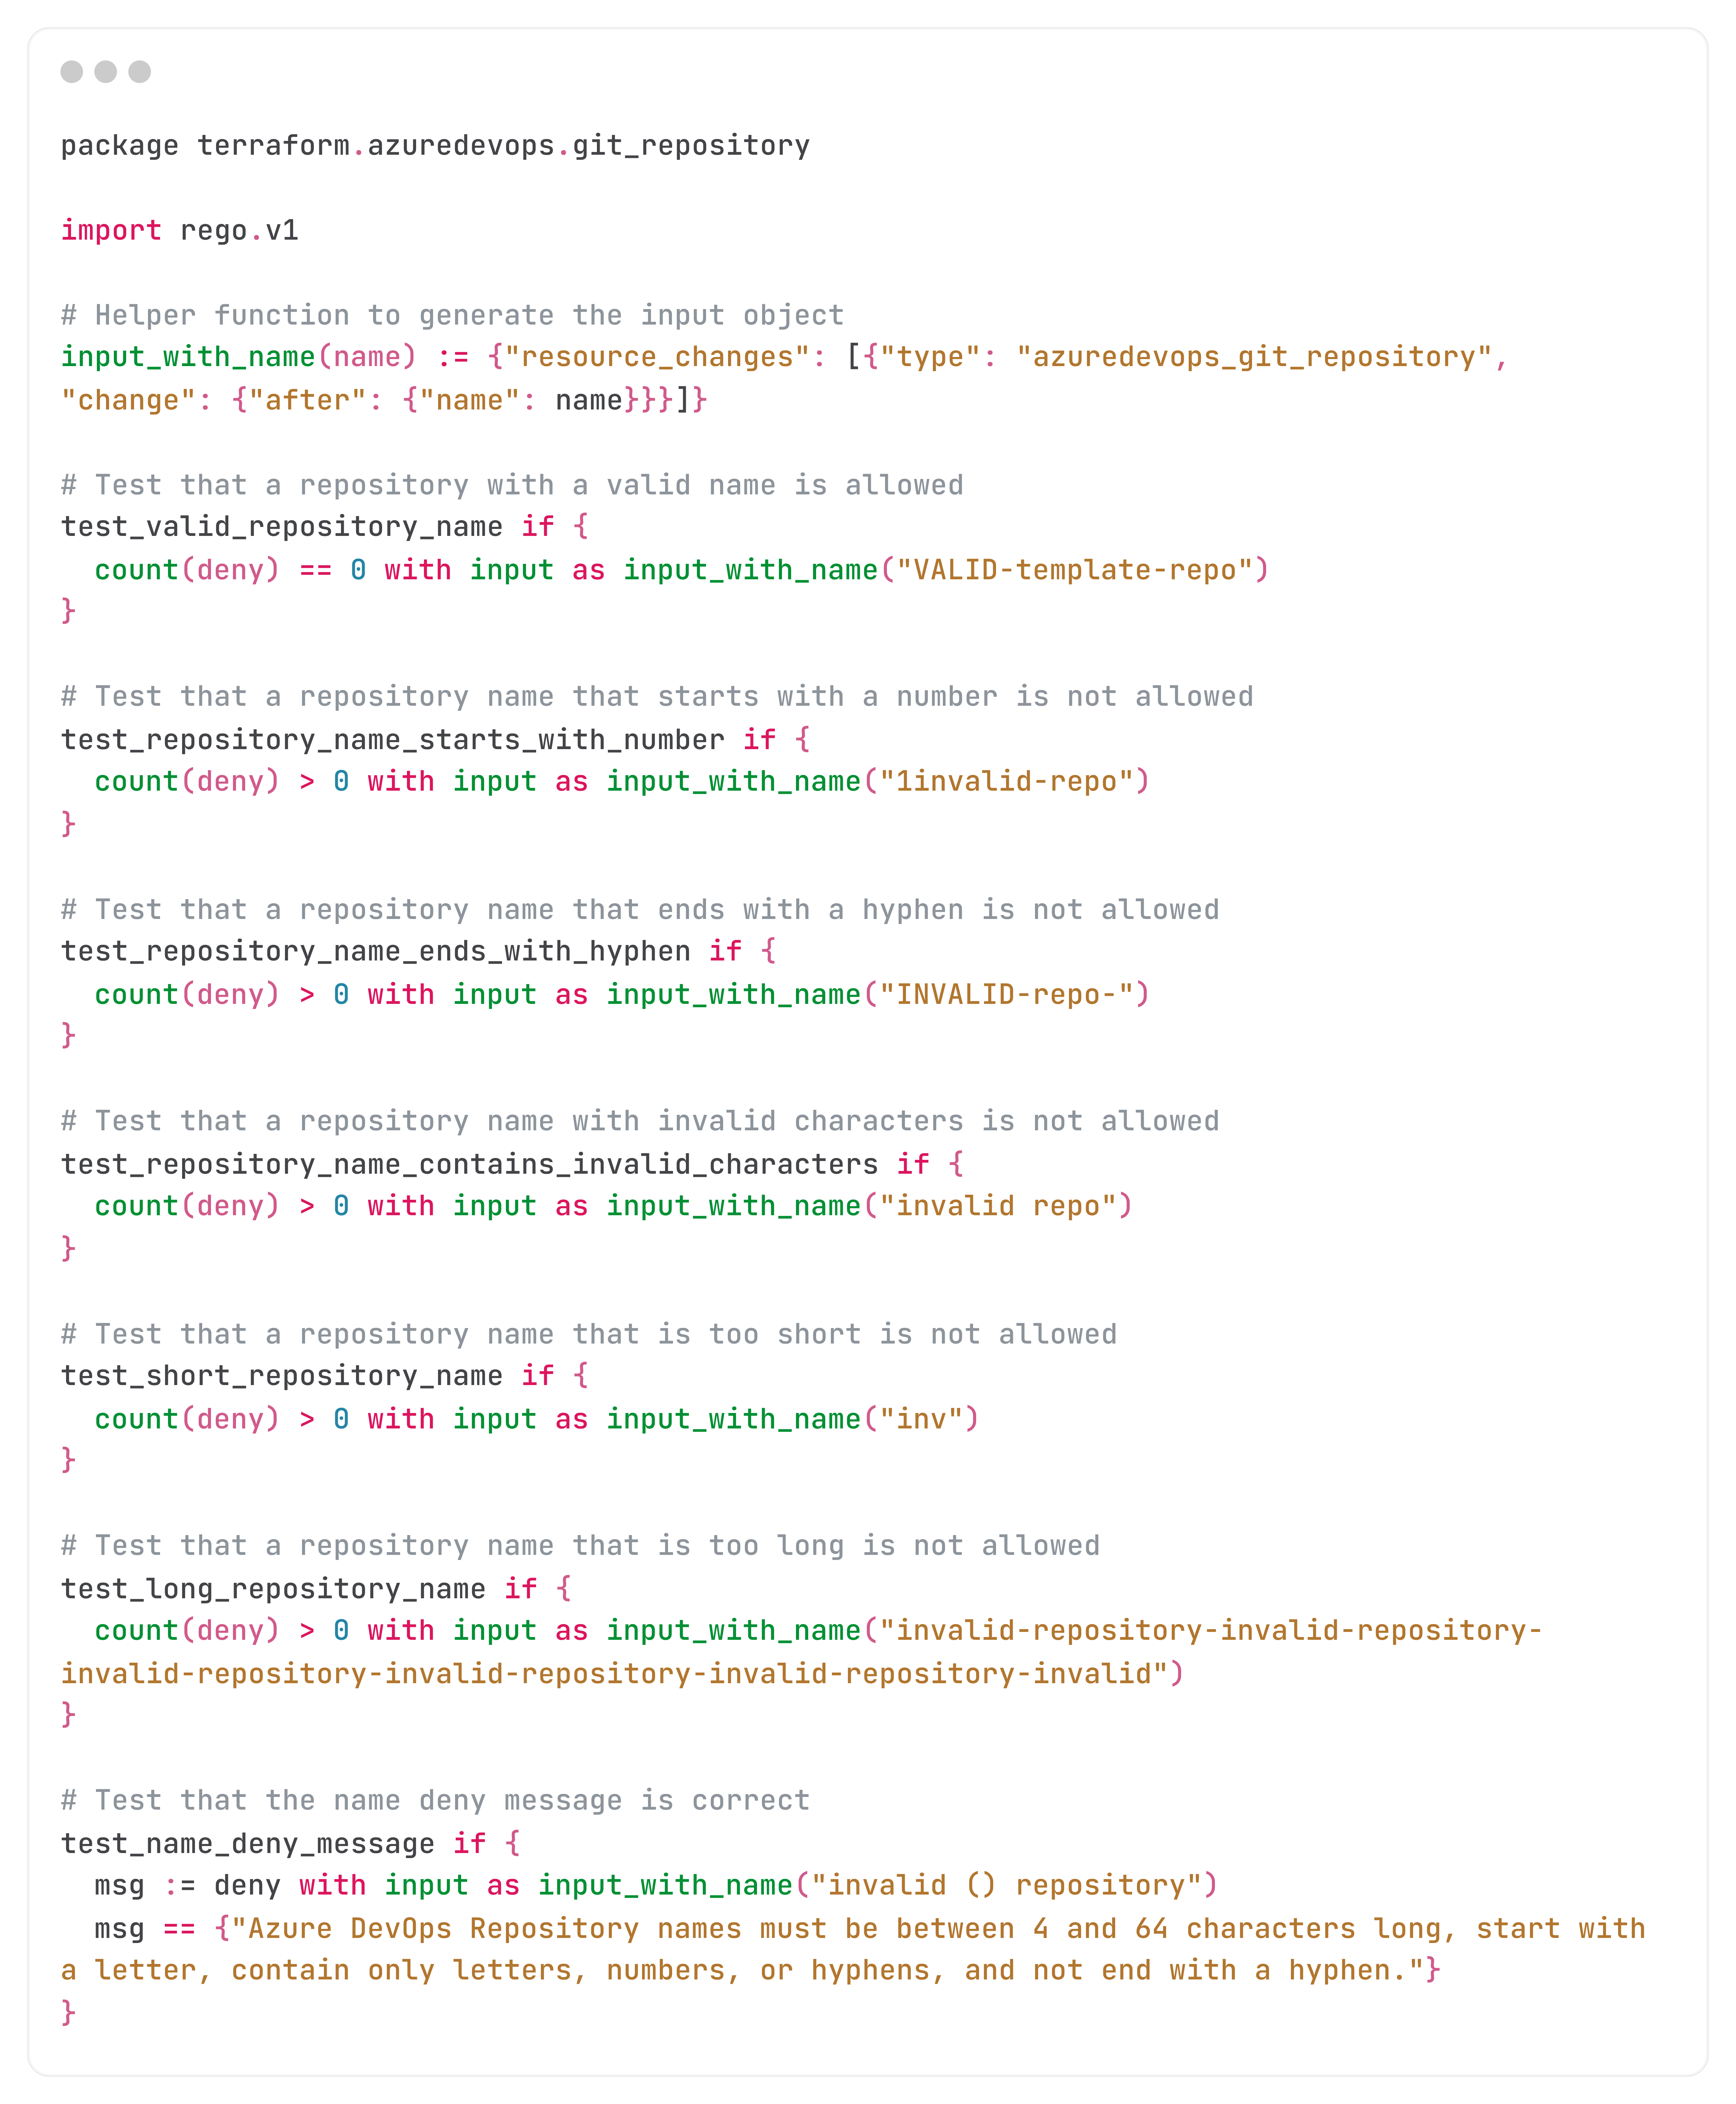 package terraform.azuredevops.git_repository
import rego.v1
# Helper function to generate the input object
input_with_name(name) := {"resource_changes": [{"type": "azuredevops_git_repository",
"change": {"after": {"name": name}}}]}
# Test that a repository with a valid name is allowed
test_valid_repository_name if {
  count(deny) == 0 with input as input_with_name("VALID-template-repo")
}
# Test that a repository name that starts with a number is not allowed
test_repository_name_starts_with_number if {
  count(deny) > 0 with input as input_with_name("1invalid-repo")
}
# Test that a repository name that ends with a hyphen is not allowed
test_repository_name_ends_with_hyphen if {
  count(deny) > 0 with input as input_with_name("INVALID-repo-")
}
# Test that a repository name with invalid characters is not allowed
test_repository_name_contains_invalid_characters if {
  count(deny) > 0 with input as input_with_name("invalid repo")
}
# Test that a repository name that is too short is not allowed
test_short_repository_name if {
  count(deny) > 0 with input as input_with_name("inv")
}
# Test that a repository name that is too long is not allowed
test_long_repository_name if {
  count(deny) > 0 with input as input_with_name("invalid-repository-invalid-repository-
invalid-repository-invalid-repository-invalid-repository-invalid")
}
# Test that the name deny message is correct
test_name_deny_message if {
  msg := deny with input as input_with_name("invalid () repository")
  msg == {"Azure DevOps Repository names must be between 4 and 64 characters long, start with
a letter, contain only letters, numbers, or hyphens, and not end with a hyphen."}
}